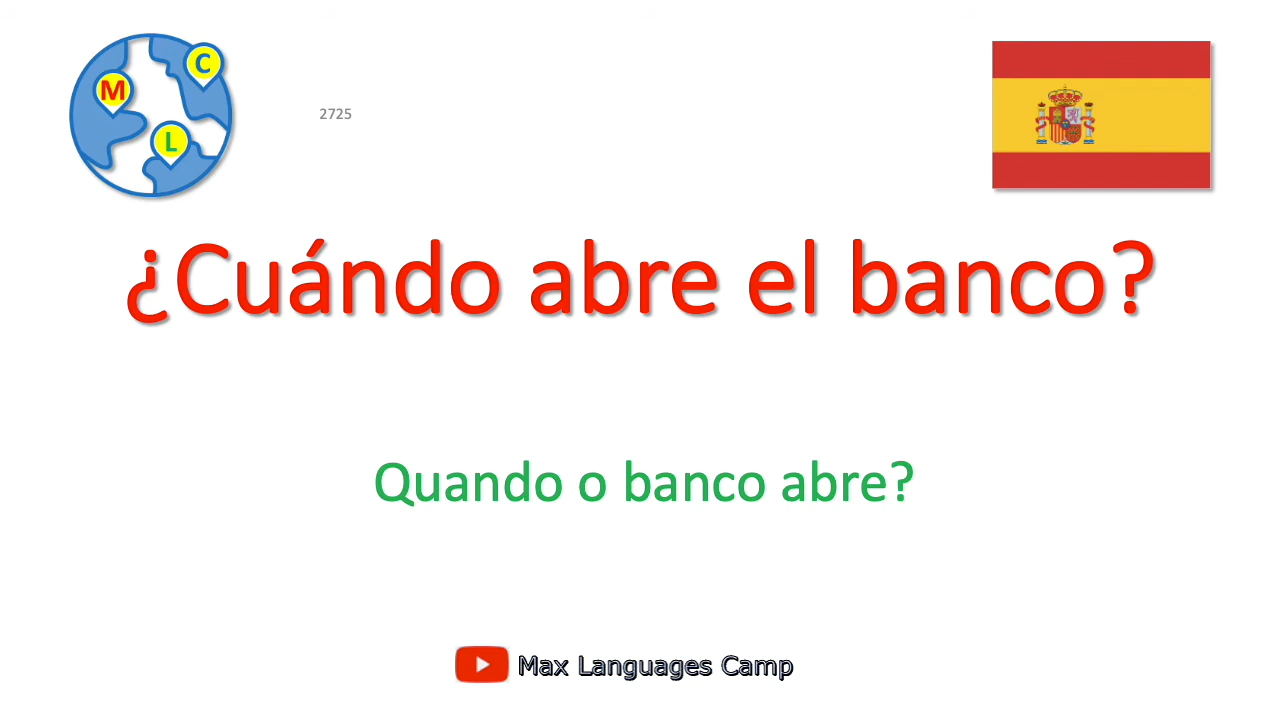 C
M
L
2725
¿Cuándo abre el banco?
Quando o banco abre?
Max Languages Camp